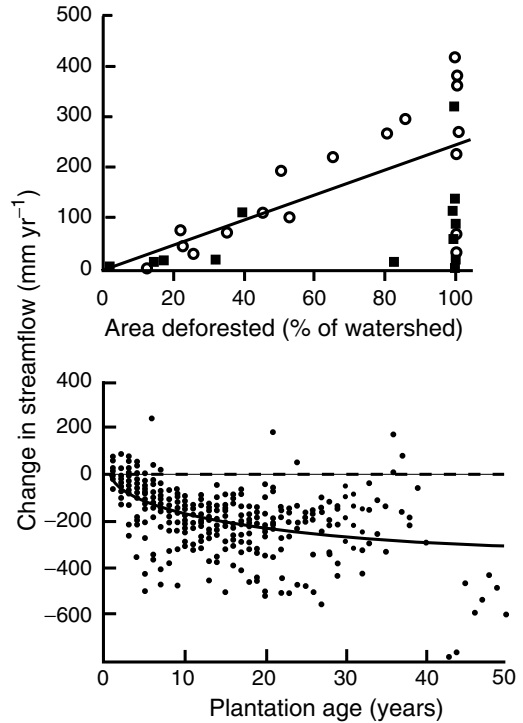 500
400
300
200
100
0
0 20 40 60 80 100
Area deforested (% of watershed)
Change in streamflow (mm yr⁻¹)
400
200
0
−200
−400
−600
0 10 20 30 40 50
Plantation age (years)